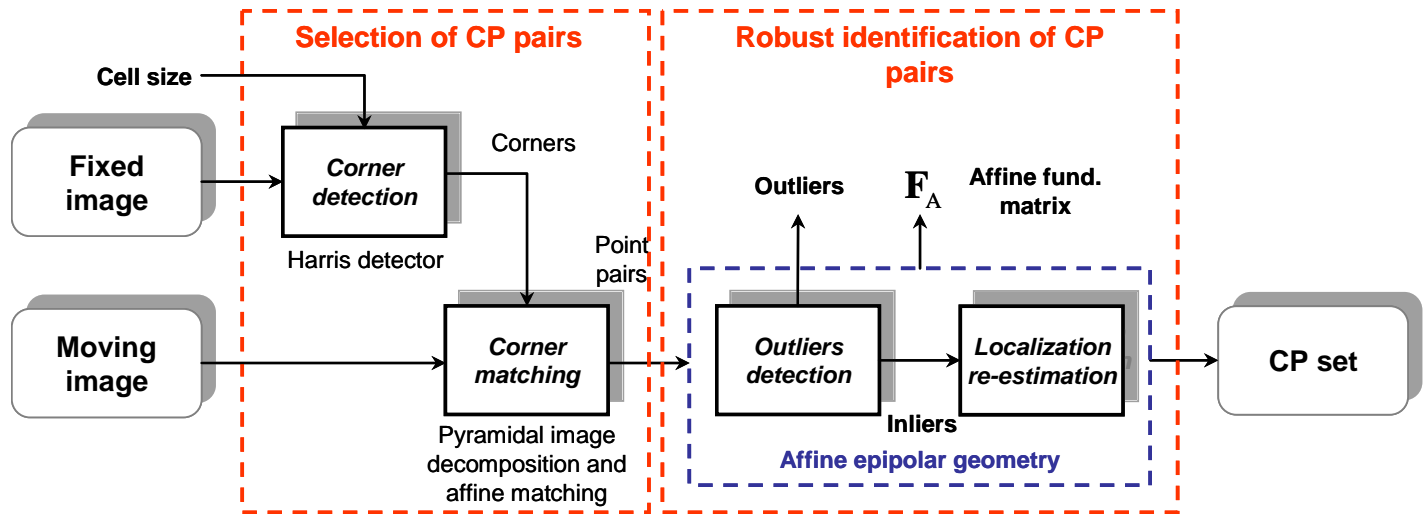 Selection of CP pairs
Robust identification of CP
pairs
Cell size
Fixed
image
Corner
detection
Corners
Harris detector
Outliers
F_A
Affine fund.
matrix
Point
pairs
Moving
image
Corner
matching
Outliers
detection
Localization
re-estimation
CP set
Inliers
Pyramidal image
decomposition and
affine matching
Affine epipolar geometry